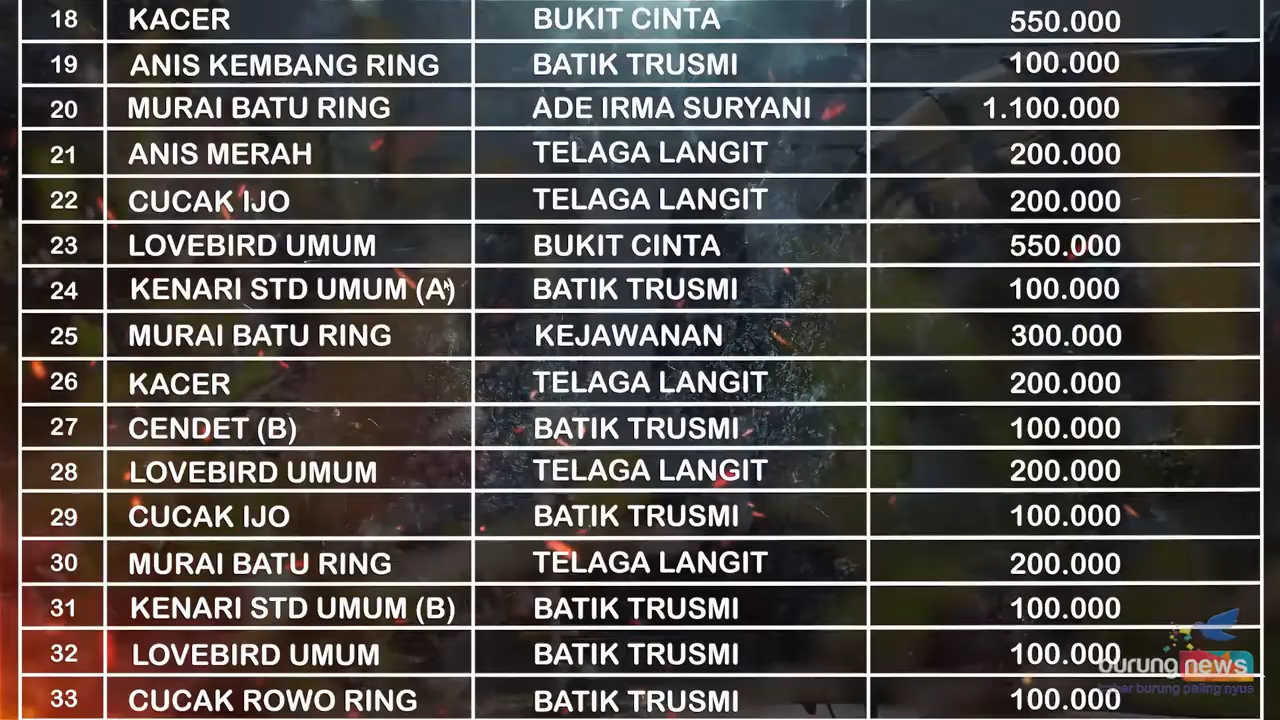 18 KACER BUKIT CINTA 550.000
19 ANIS KEMBANG RING BATIK TRUSMI 100.000
20 MURAI BATU RING ADE IRMA SURYANI 1.100.000
21 ANIS MERAH TELAGA LANGIT 200.000
22 CUCAK IJO TELAGA LANGIT 200.000
23 LOVEBIRD UMUM BUKIT CINTA 550.000
24 KENARI STD UMUM (A) BATIK TRUSMI 100.000
25 MURAI BATU RING KEJAWANAN 300.000
26 KACER TELAGA LANGIT 200.000
27 CENDET (B) BATIK TRUSMI 100.000
28 LOVEBIRD UMUM TELAGA LANGIT 200.000
29 CUCAK IJO BATIK TRUSMI 100.000
30 MURAI BATU RING TELAGA LANGIT 200.000
31 KENARI STD UMUM (B) BATIK TRUSMI 100.000
32 LOVEBIRD UMUM BATIK TRUSMI 100.000
burung news
kabar burung paling nyus
33 CUCAK ROWO RING BATIK TRUSMI 100.000